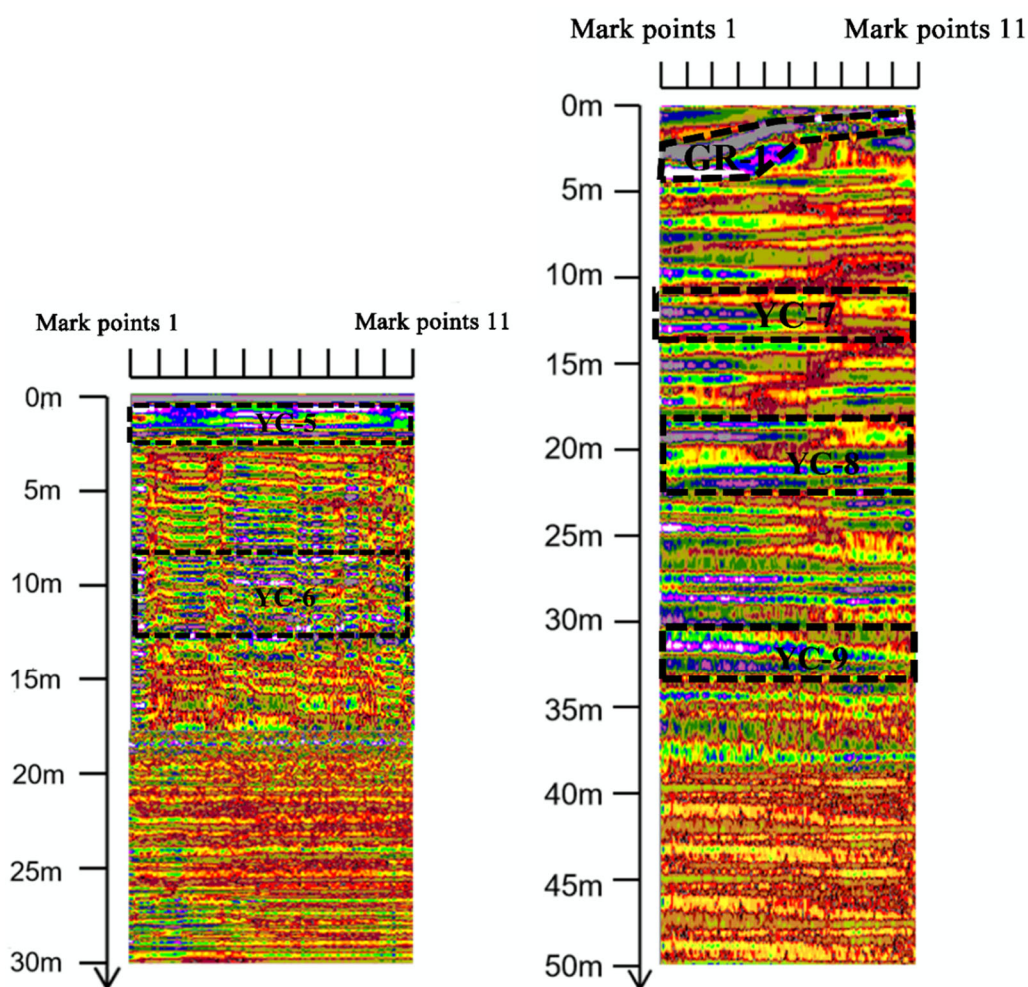 Mark points 1 Mark points 11
0m
5m
10m
15m
20m
25m
30m
YC-5
YC-6
Mark points 1 Mark points 11
0m
5m
10m
15m
20m
25m
30m
35m
40m
45m
50m
GR-1
YC-7
YC-8
YC-9